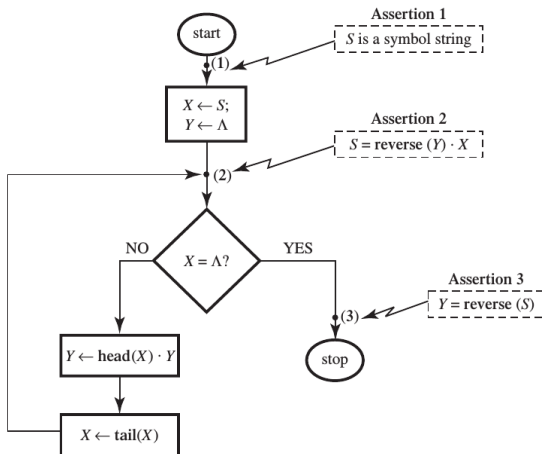 start
Assertion 1
S is a symbol string
(1)
X ← S;
Y ← Λ
Assertion 2
S = reverse (Y) · X
(2)
X = Λ?
NO
YES
Assertion 3
Y = reverse (S)
(3)
stop
Y ← head(X) · Y
X ← tail(X)